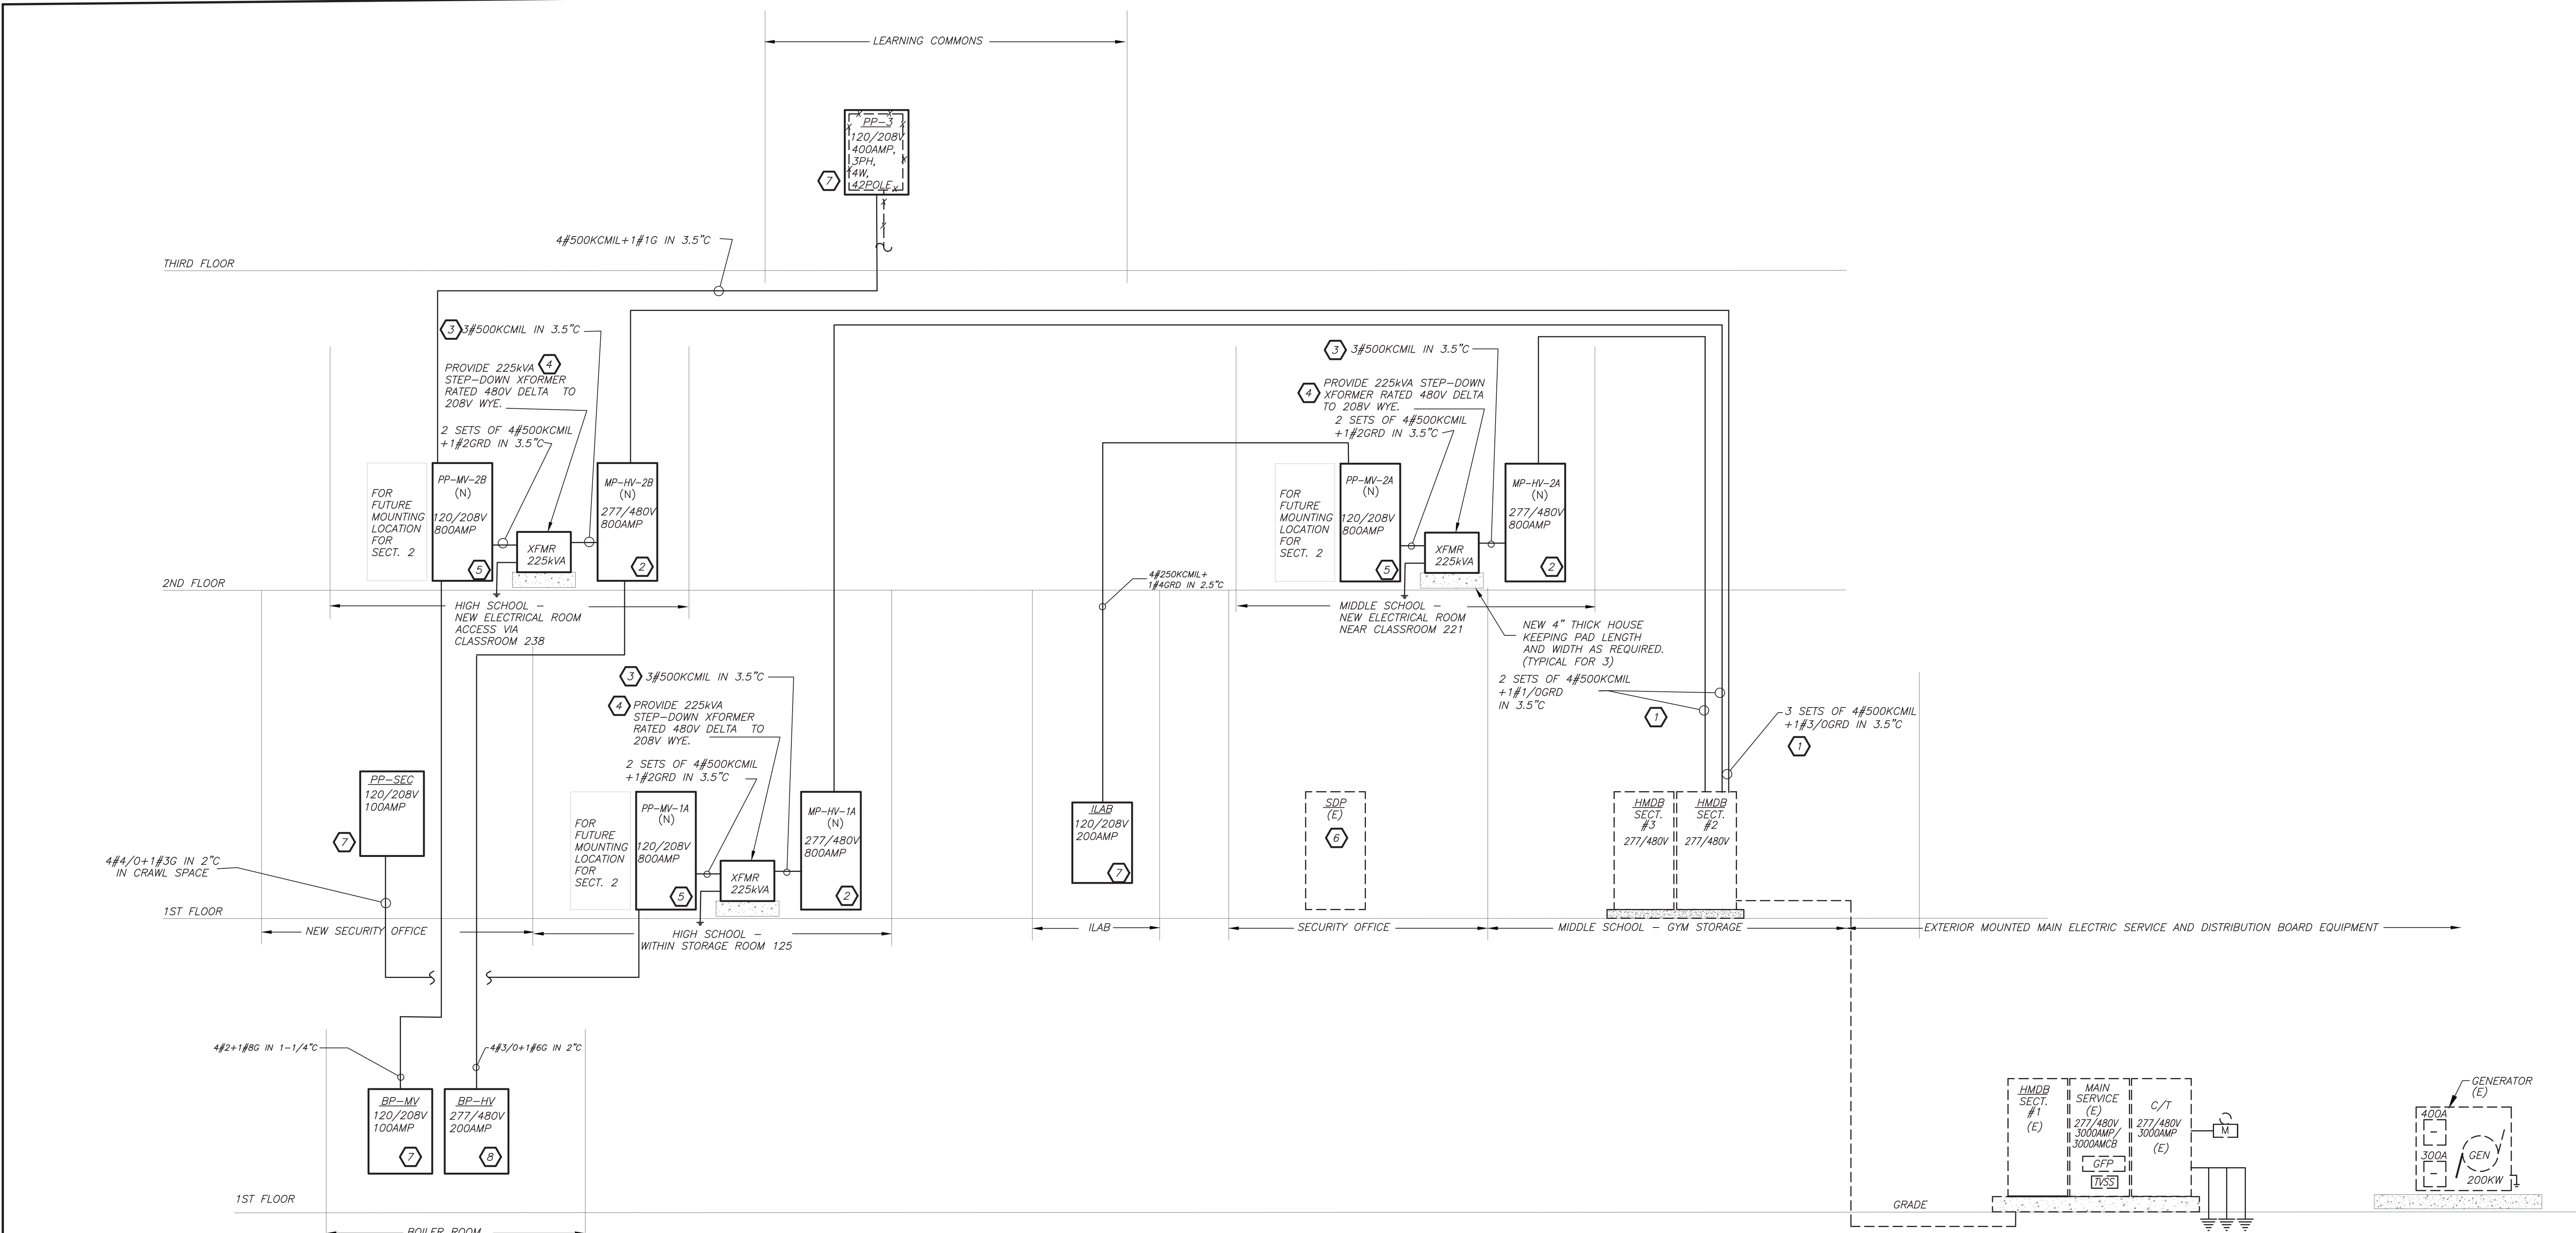 LEARNING COMMONS
PP-3
120/208V
400AMP,
3PH,
4W,
42POLE
7
4#500KCMIL+1#1G IN 3.5"C
THIRD FLOOR
3
3#500KCMIL IN 3.5"C
PROVIDE 225kVA
4
STEP-DOWN XFORMER
RATED 480V DELTA TO
208V WYE.
2 SETS OF 4#500KCMIL
+1#2GRD IN 3.5"C
FOR
FUTURE
MOUNTING
LOCATION
FOR
SECT. 2
PP-MV-2B
(N)
120/208V
800AMP
5
XFMR
225kVA
MP-HV-2B
(N)
277/480V
800AMP
2
3
3#500KCMIL IN 3.5"C
4
PROVIDE 225kVA STEP-DOWN
XFORMER RATED 480V DELTA
TO 208V WYE.
2 SETS OF 4#500KCMIL
+1#2GRD IN 3.5"C
FOR
FUTURE
MOUNTING
LOCATION
FOR
SECT. 2
PP-MV-2A
(N)
120/208V
800AMP
5
XFMR
225kVA
MP-HV-2A
(N)
277/480V
800AMP
2
4#250KCMIL+
1#4GRD IN 2.5"C
2ND FLOOR
HIGH SCHOOL -
NEW ELECTRICAL ROOM
ACCESS VIA
CLASSROOM 238
MIDDLE SCHOOL -
NEW ELECTRICAL ROOM
NEAR CLASSROOM 221
NEW 4" THICK HOUSE
KEEPING PAD LENGTH
AND WIDTH AS REQUIRED.
(TYPICAL FOR 3)
2 SETS OF 4#500KCMIL
+1#1/0GRD
IN 3.5"C
1
3 SETS OF 4#500KCMIL
+1#3/0GRD IN 3.5"C
1
3
3#500KCMIL IN 3.5"C
4
PROVIDE 225kVA
STEP-DOWN XFORMER
RATED 480V DELTA TO
208V WYE.
2 SETS OF 4#500KCMIL
+1#2GRD IN 3.5"C
PP-SEC
120/208V
100AMP
7
4#4/0+1#3G IN 2"C
IN CRAWL SPACE
FOR
FUTURE
MOUNTING
LOCATION
FOR
SECT. 2
PP-MV-1A
(N)
120/208V
800AMP
5
XFMR
225kVA
MP-HV-1A
(N)
277/480V
800AMP
2
ILAB
120/208V
200AMP
7
SDP
(E)
6
HMDB
SECT.
#3
277/480V
HMDB
SECT.
#2
277/480V
1ST FLOOR
NEW SECURITY OFFICE
HIGH SCHOOL -
WITHIN STORAGE ROOM 125
ILAB
SECURITY OFFICE
MIDDLE SCHOOL - GYM STORAGE
EXTERIOR MOUNTED MAIN ELECTRIC SERVICE AND DISTRIBUTION BOARD EQUIPMENT
4#2+1#8G IN 1-1/4"C
4#3/0+1#6G IN 2"C
BP-MV
120/208V
100AMP
7
BP-HV
277/480V
200AMP
8
HMDB
SECT.
#1
(E)
MAIN
SERVICE
(E)
277/480V
3000AMP/
3000AMCB
GFP
TVSS
C/T
277/480V
3000AMP
(E)
M
GENERATOR
(E)
400A
300A
GEN
200KW
1ST FLOOR
GRADE
BOILER ROOM